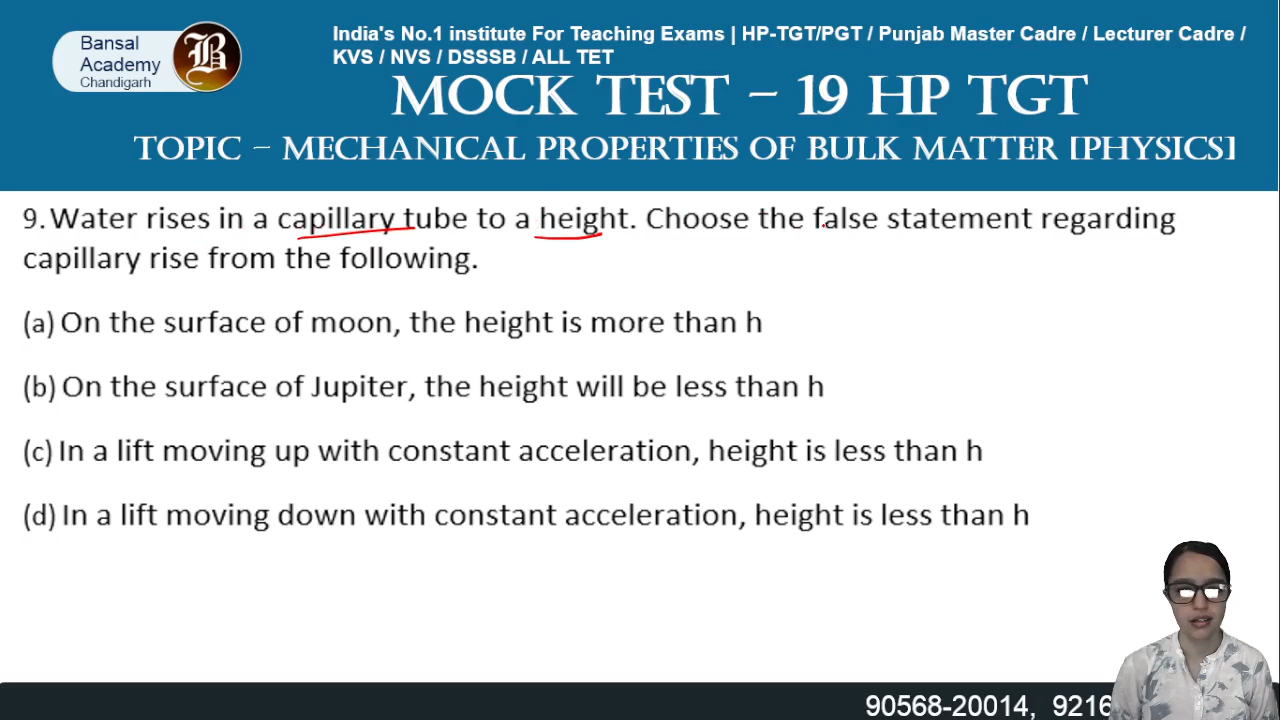 Bansal
Academy
Chandigarh
B
India's No.1 institute For Teaching Exams | HP-TGT/PGT / Punjab Master Cadre / Lecturer Cadre /
KVS / NVS / DSSSB / ALL TET
MOCK TEST – 19 HP TGT
TOPIC – MECHANICAL PROPERTIES OF BULK MATTER [PHYSICS]
9. Water rises in a capillary tube to a height. Choose the false statement regarding
capillary rise from the following.
(a) On the surface of moon, the height is more than h
(b) On the surface of Jupiter, the height will be less than h
(c) In a lift moving up with constant acceleration, height is less than h
(d) In a lift moving down with constant acceleration, height is less than h
90568-20014, 9216